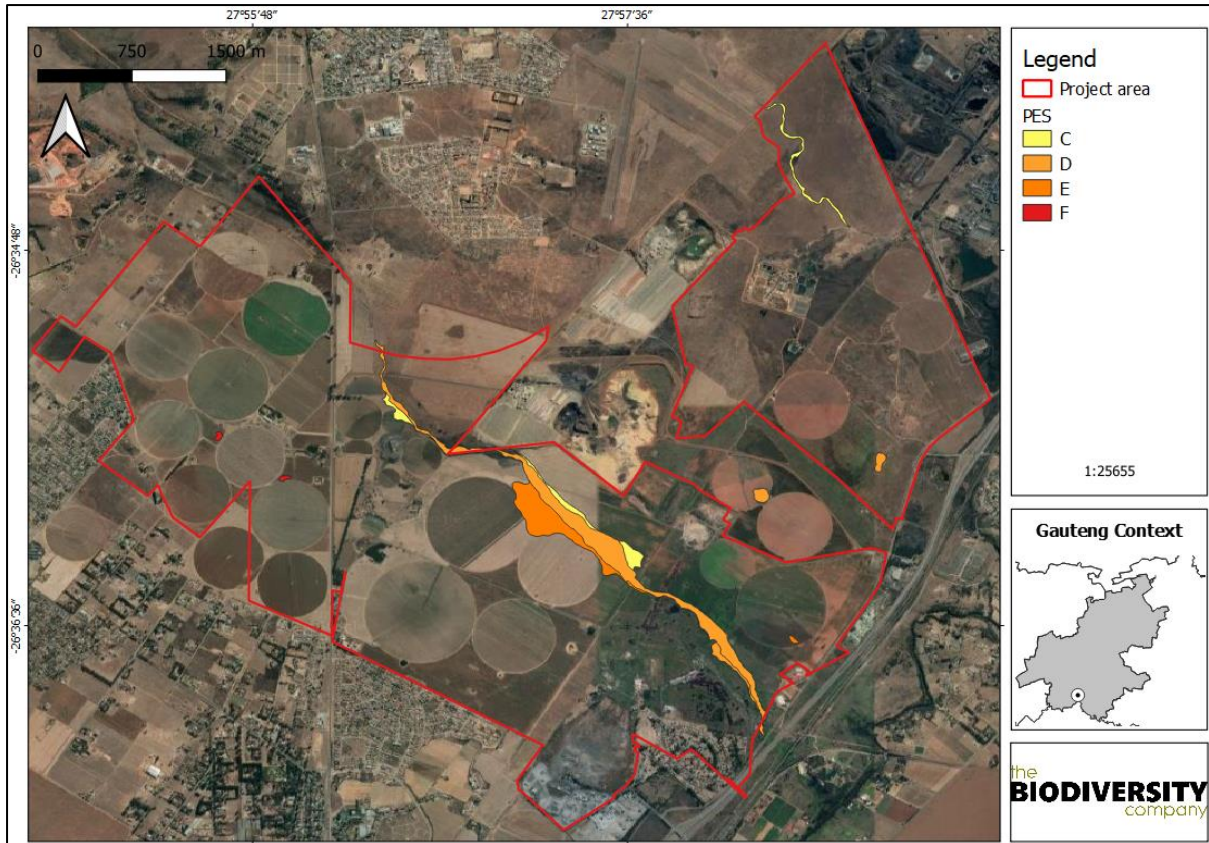 27°55'48"
27°57'36"
0 750 1500 m
-26°34'48"
-26°36'36"
Legend
Project area
PES
C
D
E
F
1:25655
Gauteng Context
the
BIODIVERSITY
company